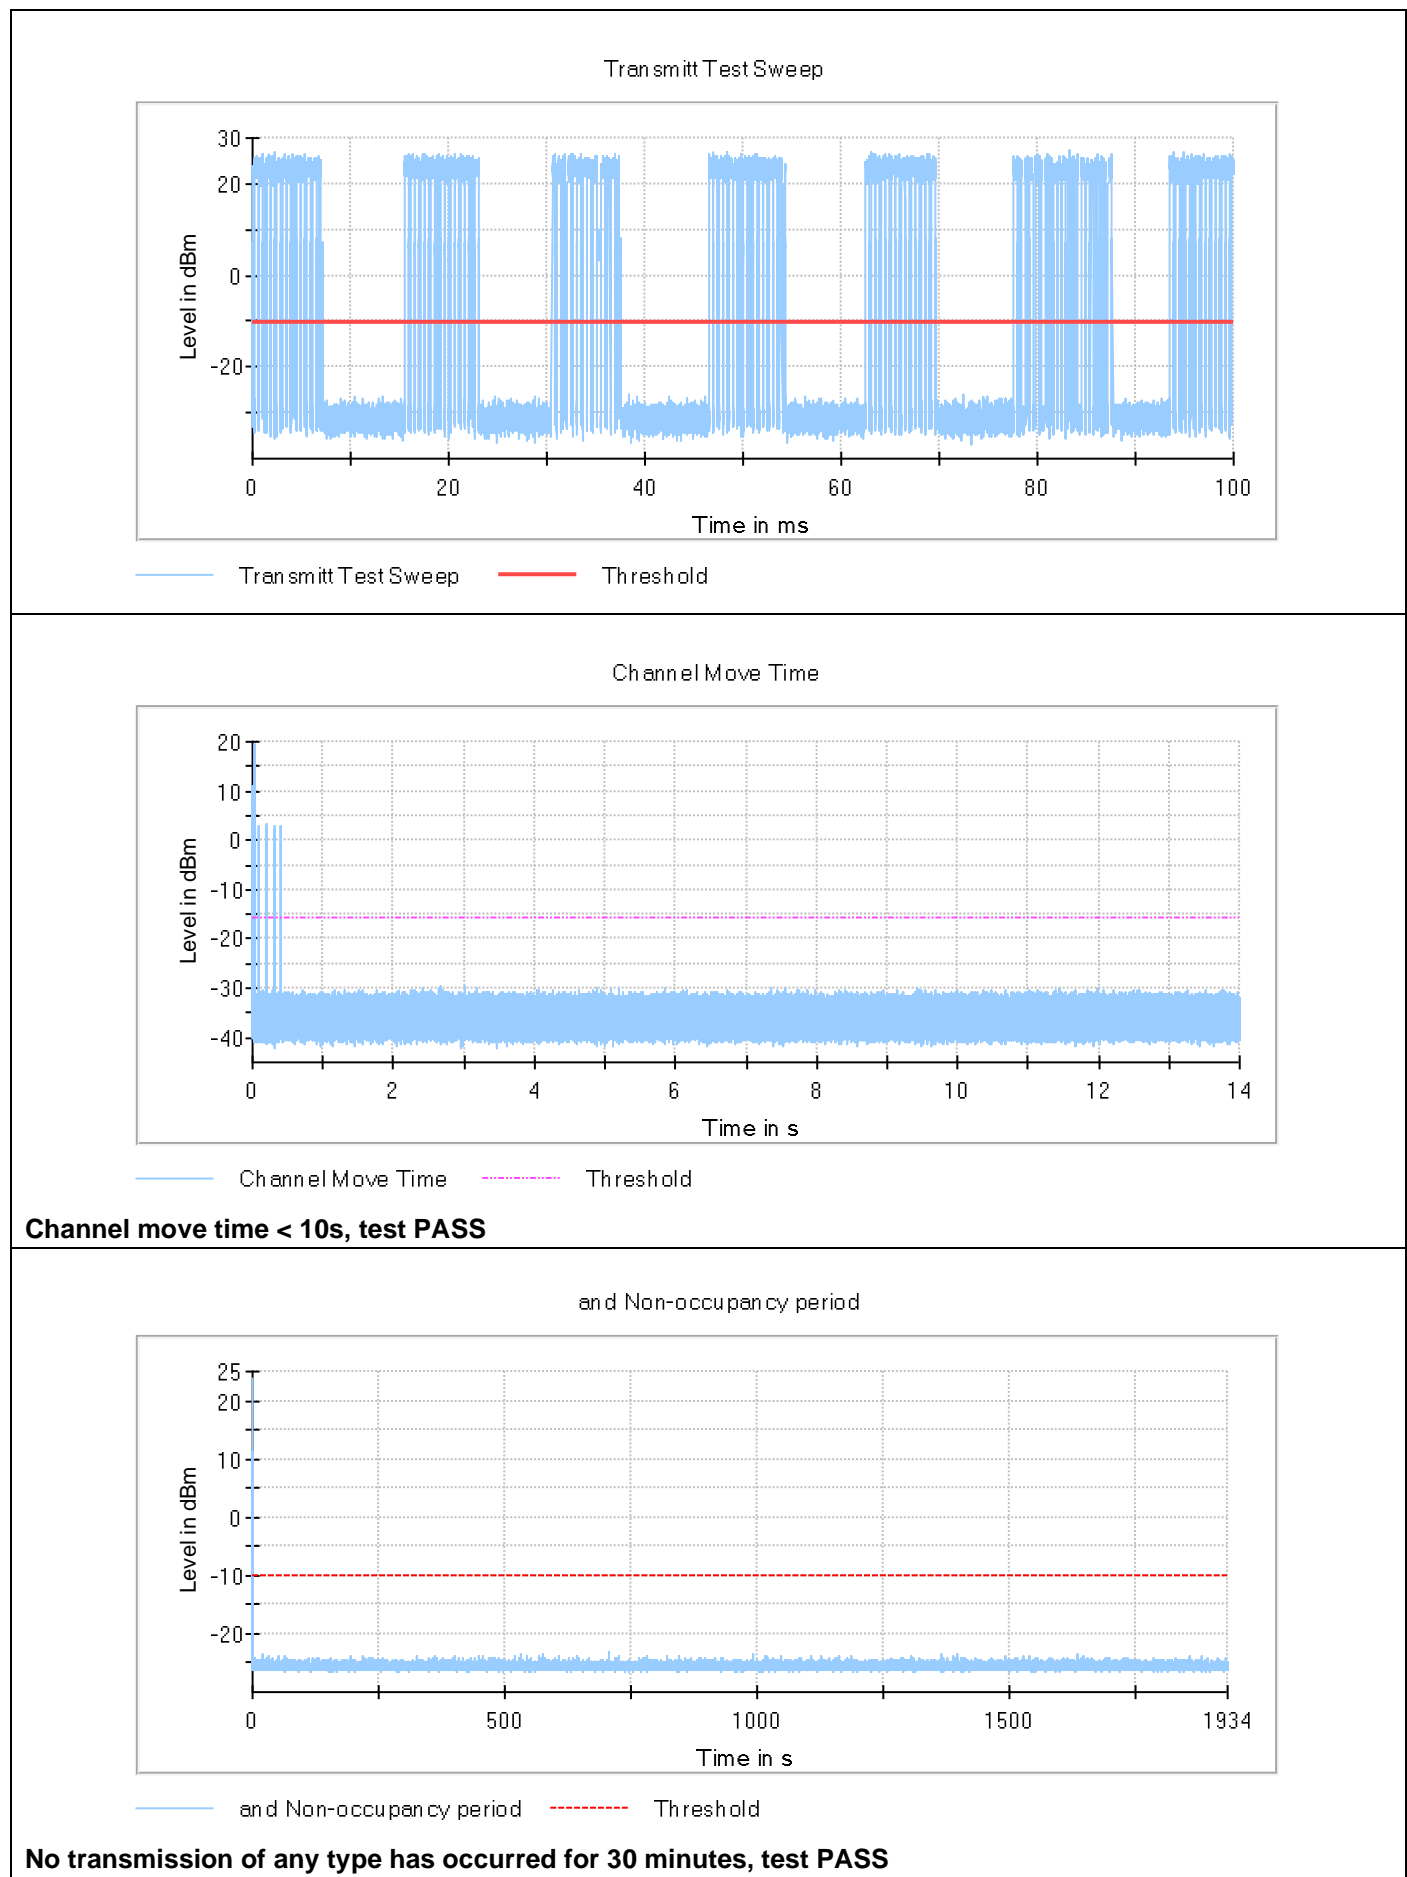 Transmitt Test Sweep
30
20
0
-20
Level in dBm
0 20 40 60 80 100
Time in ms
Transmitt Test Sweep Threshold
Channel Move Time
20
10
0
-10
-20
-30
-40
Level in dBm
0 2 4 6 8 10 12 14
Time in s
Channel Move Time Threshold
Channel move time < 10s, test PASS
and Non-occupancy period
25
20
10
0
-10
-20
Level in dBm
0 500 1000 1500 1934
Time in s
and Non-occupancy period Threshold
No transmission of any type has occurred for 30 minutes, test PASS